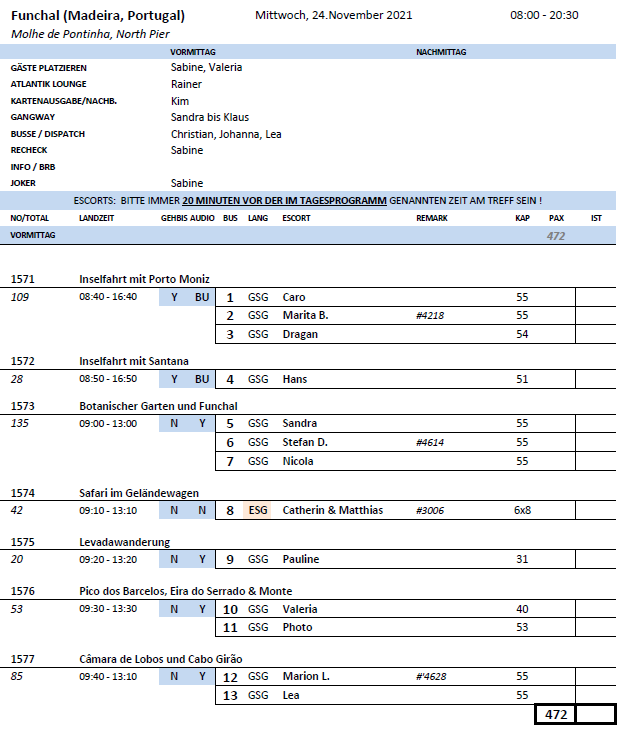 Funchal (Madeira, Portugal) Mittwoch, 24.November 2021 08:00 - 20:30
Molhe de Pontinha, North Pier
VORMITTAG NACHMITTAG
GÄSTE PLATZIEREN Sabine, Valeria
ATLANTIK LOUNGE Rainer
KARTENAUSGABE/NACHB. Kim
GANGWAY Sandra bis Klaus
BUSSE / DISPATCH Christian, Johanna, Lea
RECHECK Sabine
INFO / BRB
JOKER Sabine
ESCORTS: BITTE IMMER 20 MINUTEN VOR DER IM TAGESPROGRAMM GENANNTEN ZEIT AM TREFF SEIN !
NO/TOTAL LANDZEIT GEHBIS AUDIO BUS LANG ESCORT REMARK KAP PAX IST
VORMITTAG 472
1571 Inselfahrt mit Porto Moniz
109 08:40 - 16:40 Y BU 1 GSG Caro 55
2 GSG Marita B. #4218 55
3 GSG Dragan 54
1572 Inselfahrt mit Santana
28 08:50 - 16:50 Y BU 4 GSG Hans 51
1573 Botanischer Garten und Funchal
135 09:00 - 13:00 N Y 5 GSG Sandra 55
6 GSG Stefan D. #4614 55
7 GSG Nicola 55
1574 Safari im Geländewagen
42 09:10 - 13:10 N N 8 ESG Catherin & Matthias #3006 6x8
1575 Levadawanderung
20 09:20 - 13:20 N Y 9 GSG Pauline 31
1576 Pico dos Barcelos, Eira do Serrado & Monte
53 09:30 - 13:30 N Y 10 GSG Valeria 40
11 GSG Photo 53
1577 Câmara de Lobos und Cabo Girão
85 09:40 - 13:10 N Y 12 GSG Marion L. #'4628 55
13 GSG Lea 55
472